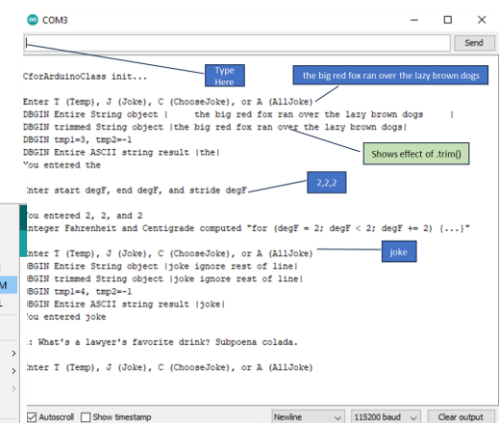 COM3
Send
CforArduinoClass init...
Type
Here
the big red fox ran over the lazy brown dogs
Enter T (Temp), J (Joke), C (ChooseJoke), or A (AllJoke)
DBGIN Entire String object |     the big red fox ran over the lazy brown dogs     |
DBGIN trimmed String object |the big red fox ran over the lazy brown dogs|
DBGIN tmp1=3, tmp2=-1
DBGIN Entire ASCII string result |the|
Shows effect of .trim()
You entered the
Enter start degF, end degF, and stride degF
2,2,2
You entered 2, 2, and 2
nteger Fahrenheit and Centigrade computed "for (degF = 2; degF < 2; degF += 2) {...}"
Enter T (Temp), J (Joke), C (ChooseJoke), or A (AllJoke)
joke
BGIN Entire String object |joke ignore rest of line|
BGIN trimmed String object |joke ignore rest of line|
BGIN tmp1=4, tmp2=-1
BGIN Entire ASCII string result |joke|
ou entered joke
: What's a lawyer's favorite drink? Subpoena colada.
nter T (Temp), J (Joke), C (ChooseJoke), or A (AllJoke)
Autoscroll Show timestamp Newline 115200 baud Clear output